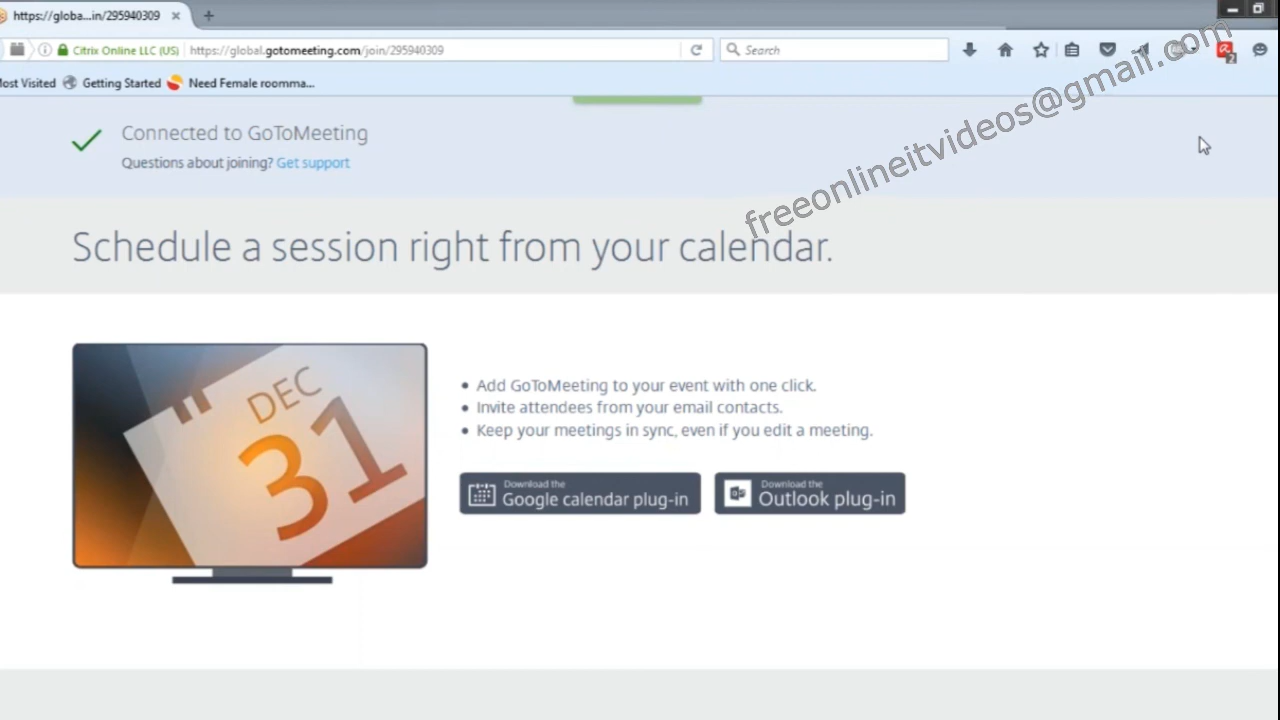 https://globa...in/295940309
Citrix Online LLC (US) https://global.gotomeeting.com/join/295940309
Search
ost Visited Getting Started Need Female roomma...
2
freeonlineitvideos@gmail.com
Connected to GoToMeeting
Questions about joining? Get support
Schedule a session right from your calendar.
DEC
31
• Add GoToMeeting to your event with one click.
• Invite attendees from your email contacts.
• Keep your meetings in sync, even if you edit a meeting.
Download the
Google calendar plug-in
Download the
Outlook plug-in